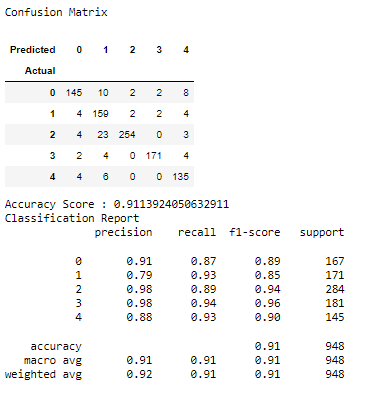 Confusion Matrix
Predicted 0 1 2 3 4
Actual
0 145 10 2 2 8
1 4 159 2 2 4
2 4 23 254 0 3
3 2 4 0 171 4
4 4 6 0 0 135
Accuracy Score : 0.9113924050632911
Classification Report
precision recall f1-score support
0 0.91 0.87 0.89 167
1 0.79 0.93 0.85 171
2 0.98 0.89 0.94 284
3 0.98 0.94 0.96 181
4 0.88 0.93 0.90 145
accuracy 0.91 948
macro avg 0.91 0.91 0.91 948
weighted avg 0.92 0.91 0.91 948